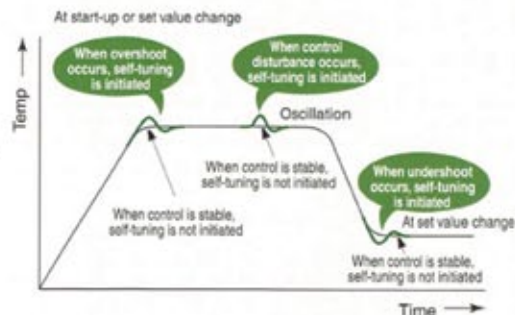 At start-up or set value change
Temp
When overshoot
occurs, self-tuning
is initiated
When control
disturbance occurs,
self-tuning is initiated
Oscillation
When control is stable,
self-tuning is not initiated
When control is stable,
self-tuning is not initiated
When undershoot
occurs, self-tuning
is initiated
At set value change
When control is stable,
self-tuning is not initiated
Time